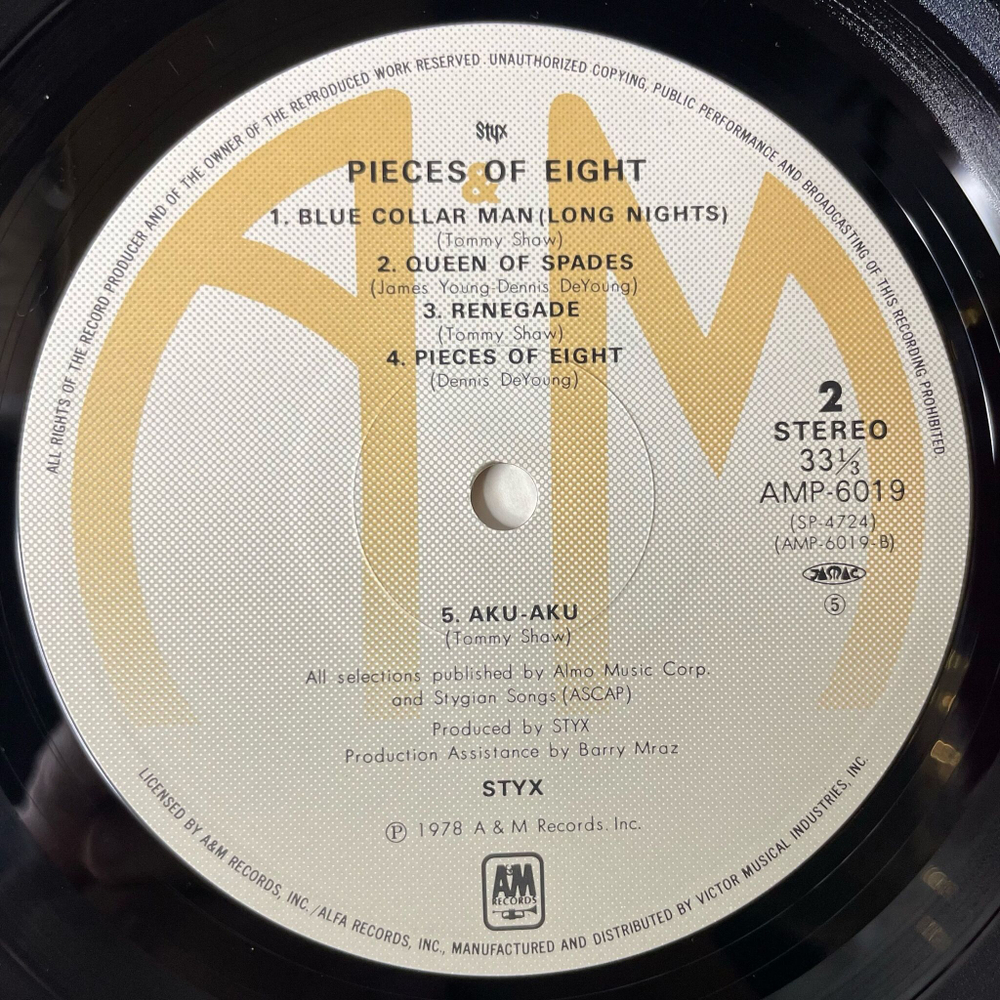 ALL RIGHTS OF THE RECORD PRODUCER AND OF THE OWNER OF THE REPRODUCED WORK RESERVED. UNAUTHORIZED COPYING, PUBLIC PERFORMANCE AND BROADCASTING OF THIS RECORDING PROHIBITED
A&M
Styx
PIECES OF EIGHT
1. BLUE COLLAR MAN (LONG NIGHTS)
(Tommy Shaw)
2. QUEEN OF SPADES
(James Young-Dennis DeYoung)
3. RENEGADE
(Tommy Shaw)
4. PIECES OF EIGHT
(Dennis DeYoung)
2
STEREO
33 1/3
AMP-6019
(SP-4724)
(AMP-6019-B)
JASRAC
⑤
5. AKU-AKU
(Tommy Shaw)
All selections published by Almo Music Corp.
and Stygian Songs (ASCAP)
Produced by STYX
Production Assistance by Barry Mraz
STYX
℗ 1978 A & M Records. Inc.
A&M
RECORDS
LICENSED BY A&M RECORDS, INC./ALFA RECORDS, INC., MANUFACTURED AND DISTRIBUTED BY VICTOR MUSICAL INDUSTRIES, INC.